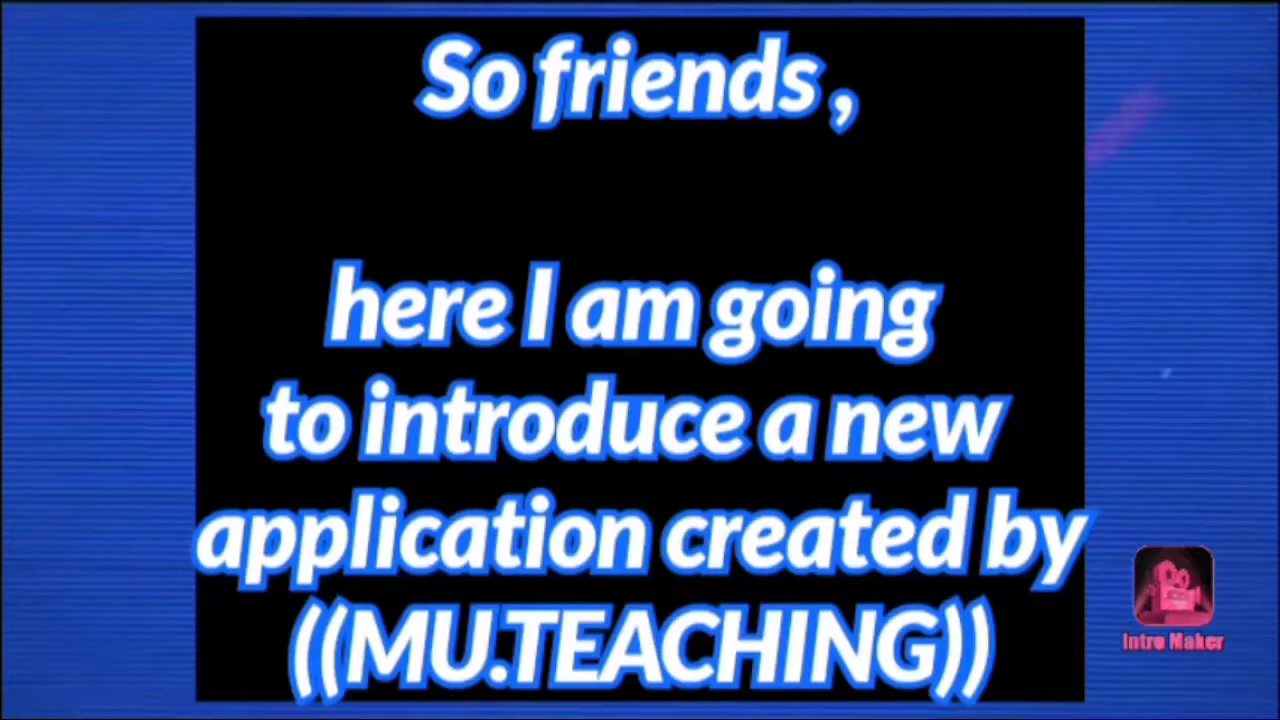 So friends ,
here I am going
to introduce a new
application created by
((MU.TEACHING))
Intro Maker